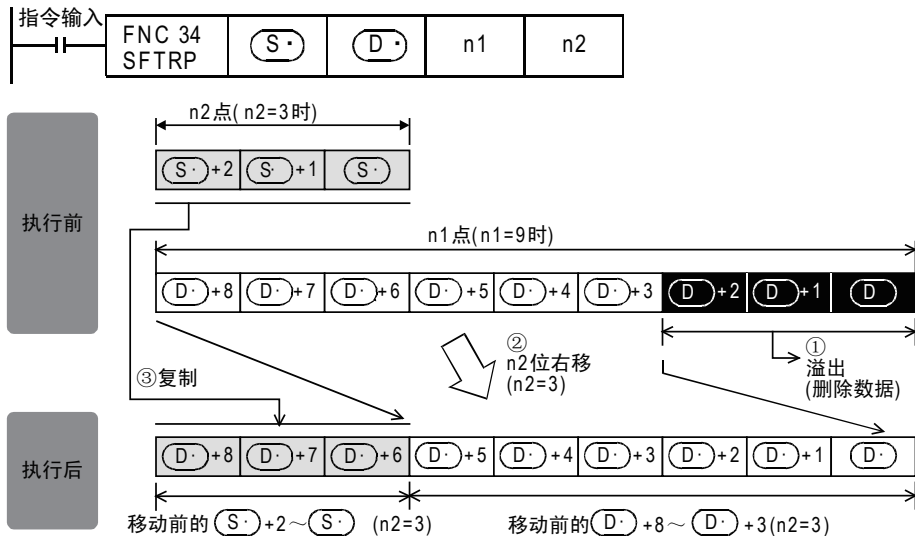 指令输入
FNC 34
SFTRP
S· D· n1 n2
n2点( n2=3时)
S· +2 S· +1 S·
执行前
n1点(n1=9时)
D· +8 D· +7 D· +6 D· +5 D· +4 D· +3 D +2 D +1 D
②
n2位右移
(n2=3)
①
溢出
(删除数据)
③复制
执行后
D· +8 D· +7 D· +6 D· +5 D· +4 D· +3 D· +2 D· +1 D·
移动前的 S· +2～ S· (n2=3)
移动前的 D· +8～ D· +3(n2=3)